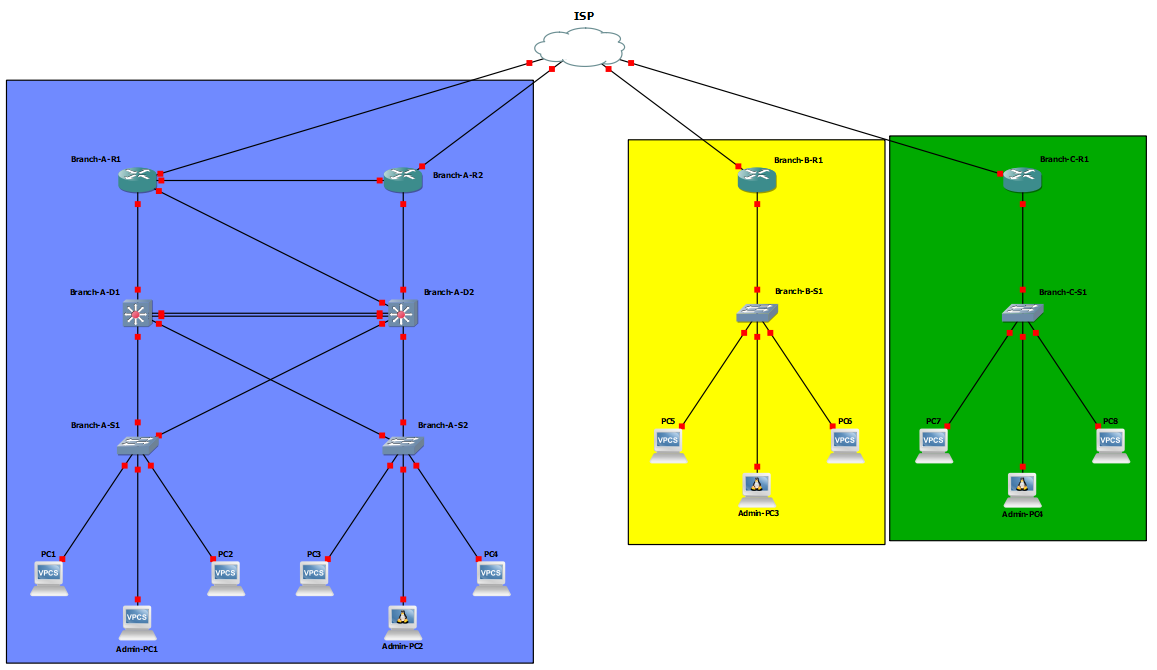 ISP
Branch-A-R1
Branch-A-R2
Branch-B-R1
Branch-C-R1
Branch-A-D1
Branch-A-D2
Branch-B-S1
Branch-C-S1
Branch-A-S1
Branch-A-S2
PC5
VPCS
PC6
VPCS
PC7
VPCS
PC8
VPCS
Admin-PC3
Admin-PC4
PC1
VPCS
PC2
VPCS
PC3
VPCS
PC4
VPCS
VPCS
Admin-PC1
Admin-PC2